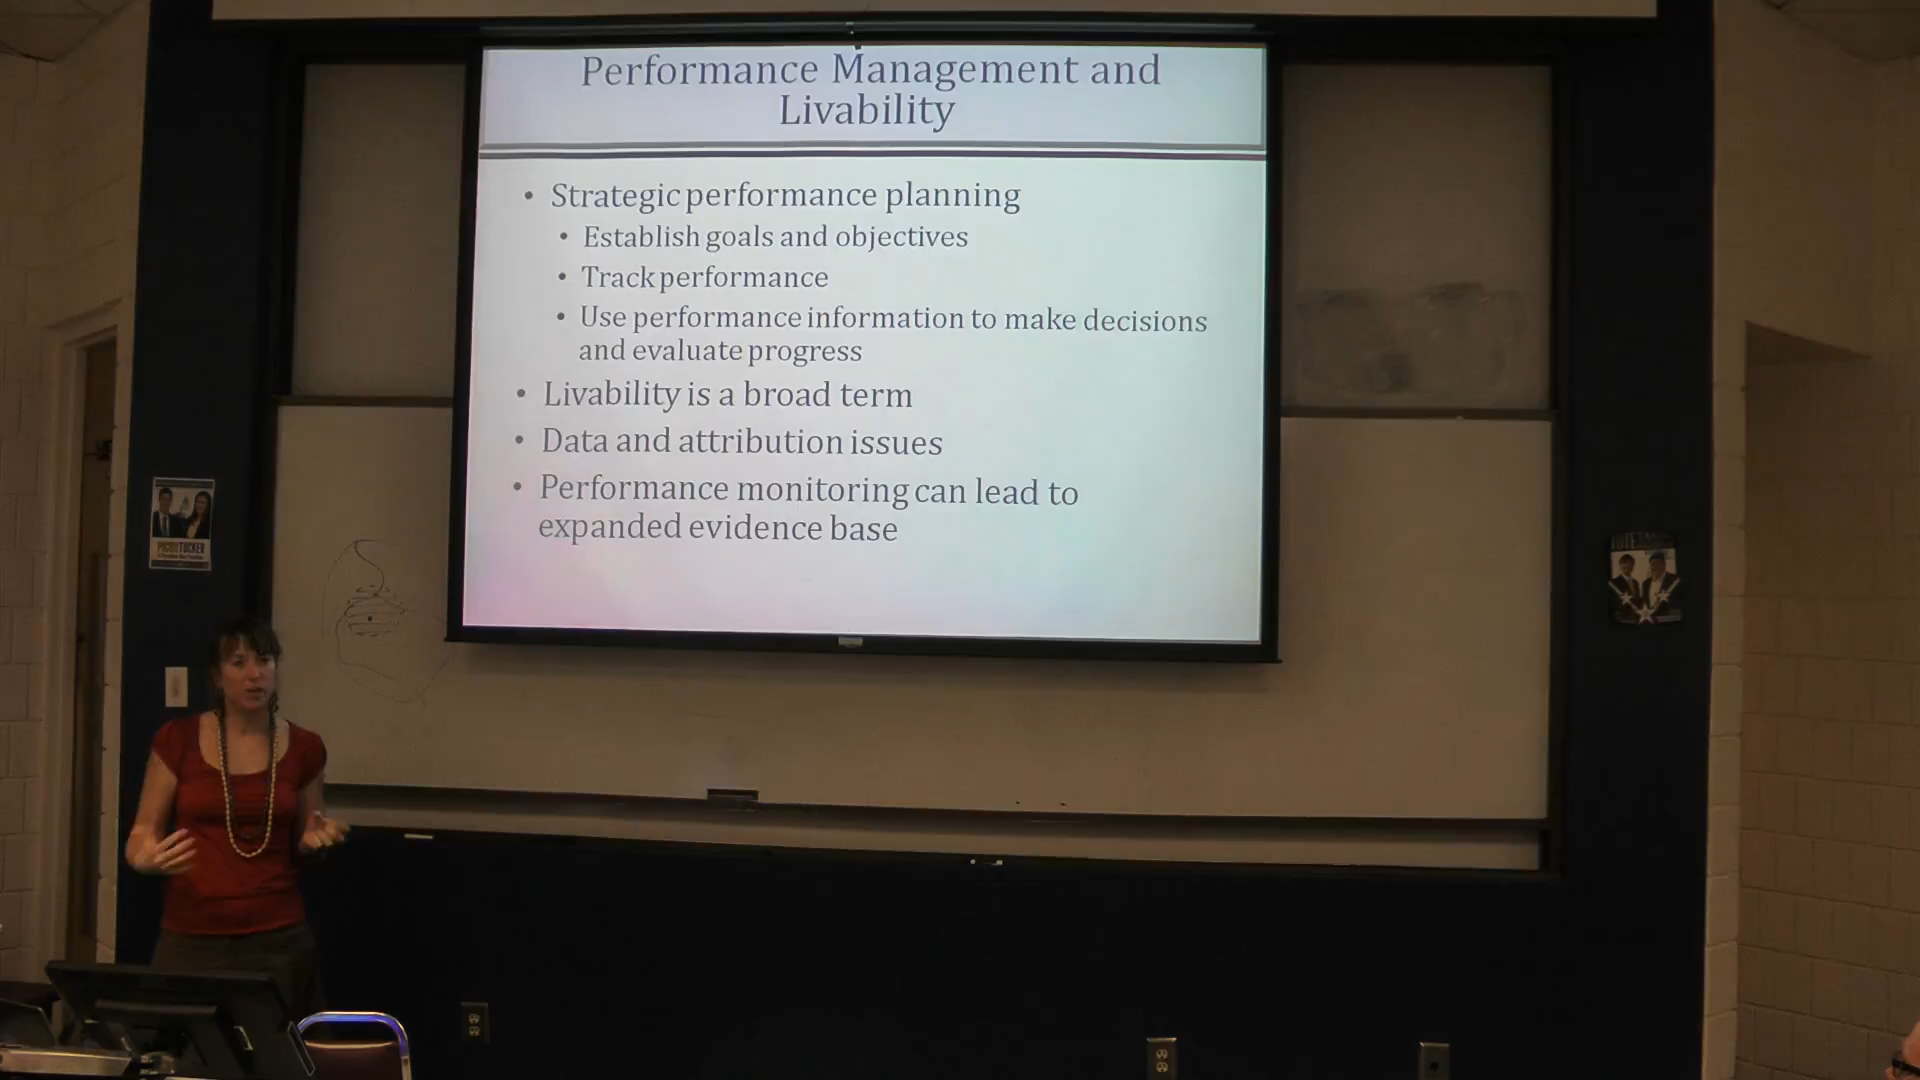 Performance Management and
Livability
• Strategic performance planning
• Establish goals and objectives
• Track performance
• Use performance information to make decisions
and evaluate progress
• Livability is a broad term
• Data and attribution issues
• Performance monitoring can lead to
expanded evidence base
TUCKER